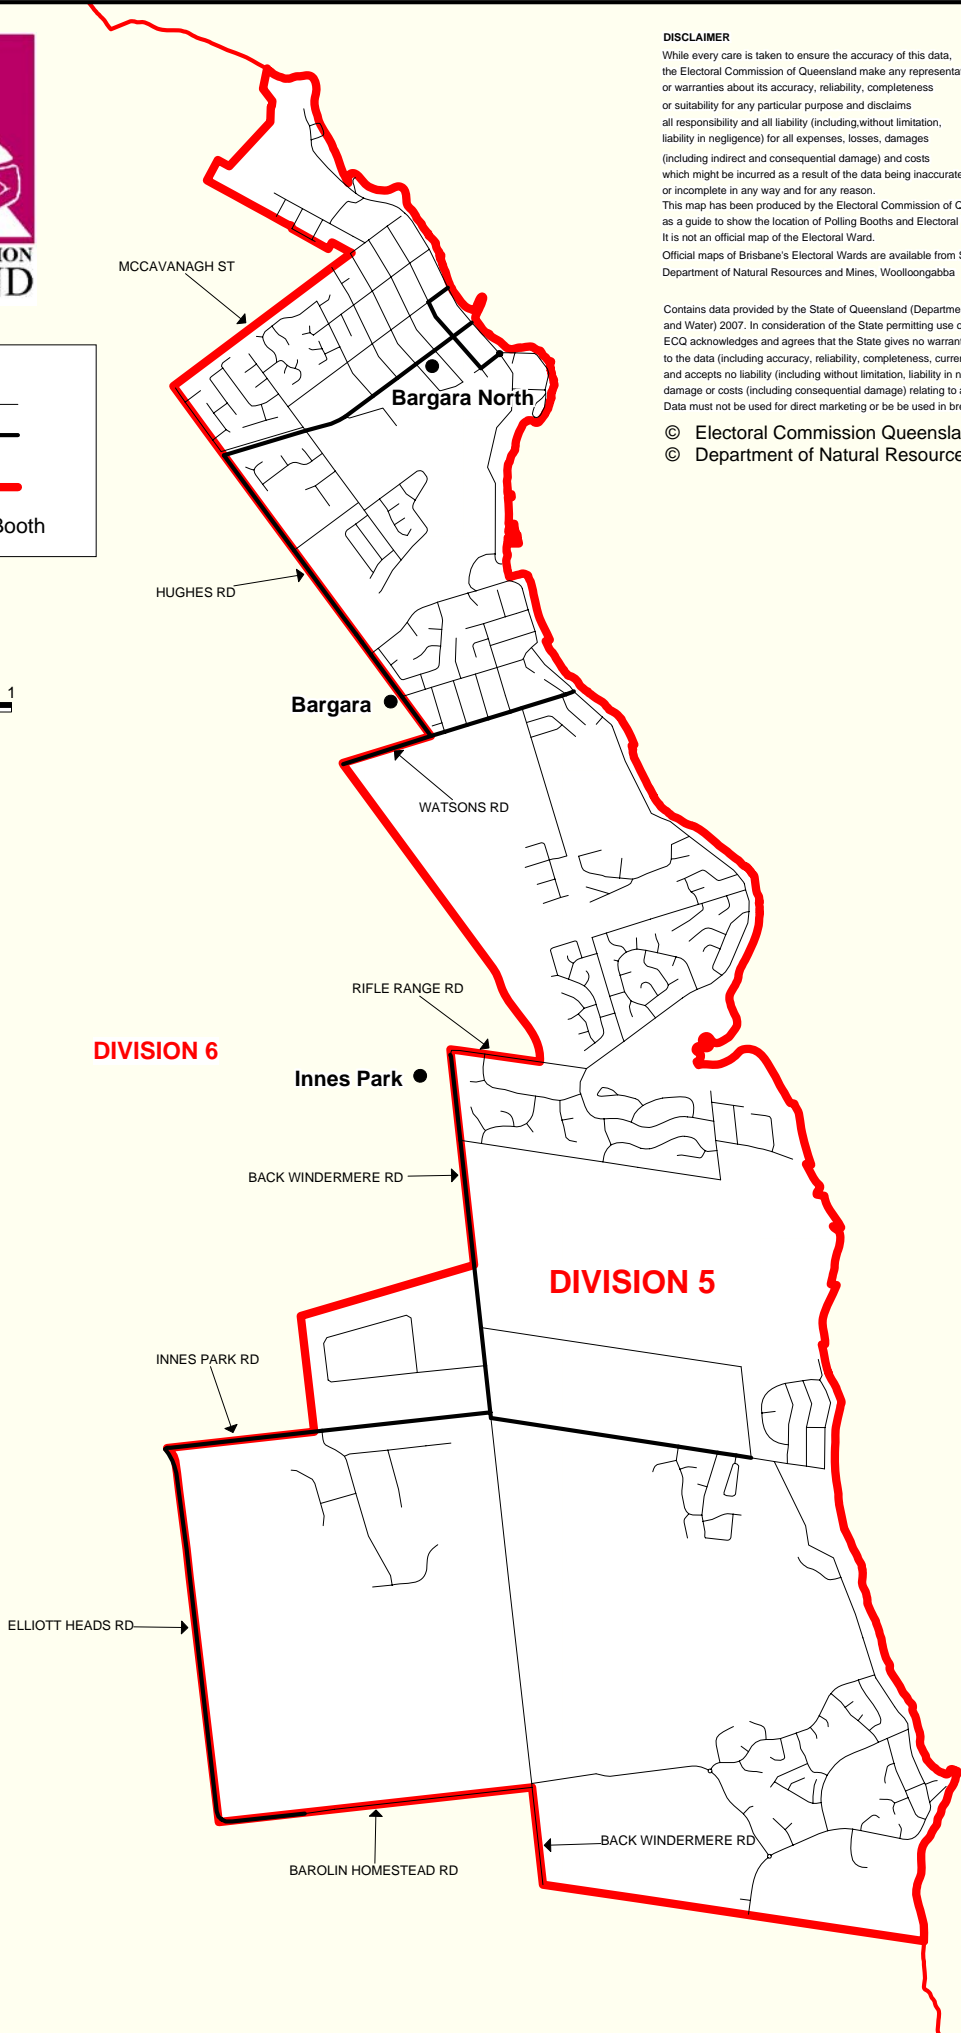 DISCLAIMER
While every care is taken to ensure the accuracy of this data,
the Electoral Commission of Queensland make any
or warranties about its accuracy, reliability, completeness
or suitability for any particular purpose and disclaims
all responsibility and all liability (including,without limitation,
liability in negligence) for all expenses, losses, damages
(including indirect and consequential damage) and costs
which might be incurred as a result of the data being inaccurate
or incomplete in any way and for any reason.
This map has been produced by the Electoral Commission of
as a guide to show the location of Polling Booths and Electoral
It is not an official map of the Electoral Ward.
Official maps of Brisbane's Electoral Wards are available from
Department of Natural Resources and Mines, Woolloongabba
Contains data provided by the State of Queensland
and Water) 2007. In consideration of the State permitting use
ECQ acknowledges and agrees that the State gives no
to the data (including accuracy, reliability, completeness,
and accepts no liability (including without limitation, liability in
damage or costs (including consequential damage) relating to
Data must not be used for direct marketing or be be used in
© Electoral Commission
© Department of Natural
ION
ND
Booth
1
MCCAVANAGH ST
Bargara North
HUGHES RD
Bargara
WATSONS RD
RIFLE RANGE RD
DIVISION 6
Innes Park
BACK WINDERMERE RD
DIVISION 5
INNES PARK RD
ELLIOTT HEADS RD
BACK WINDERMERE RD
BAROLIN HOMESTEAD RD